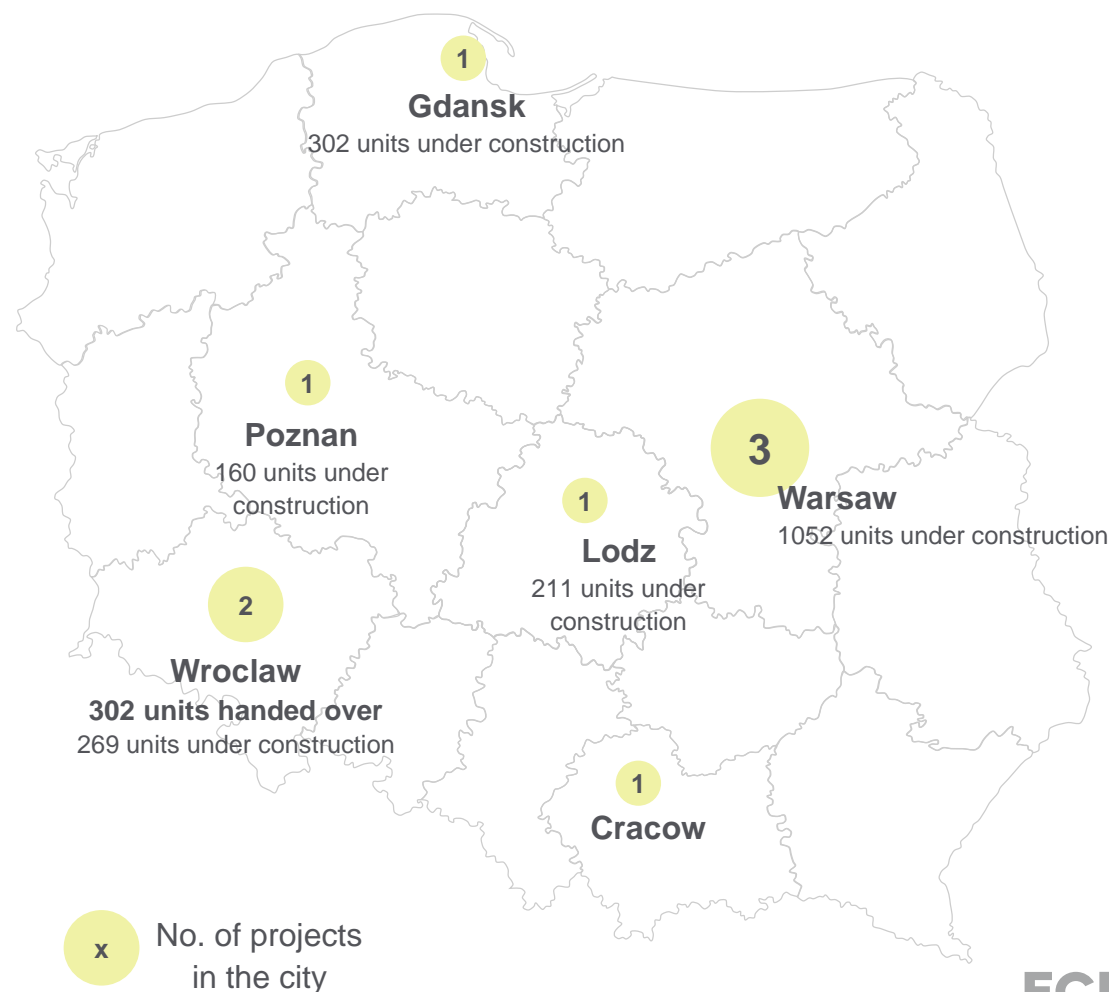 1
Gdansk
302 units under construction
1
Poznan
160 units under
construction
3
Warsaw
1052 units under construction
1
Lodz
211 units under
construction
2
Wroclaw
302 units handed over
269 units under construction
1
Cracow
x
No. of projects
in the city